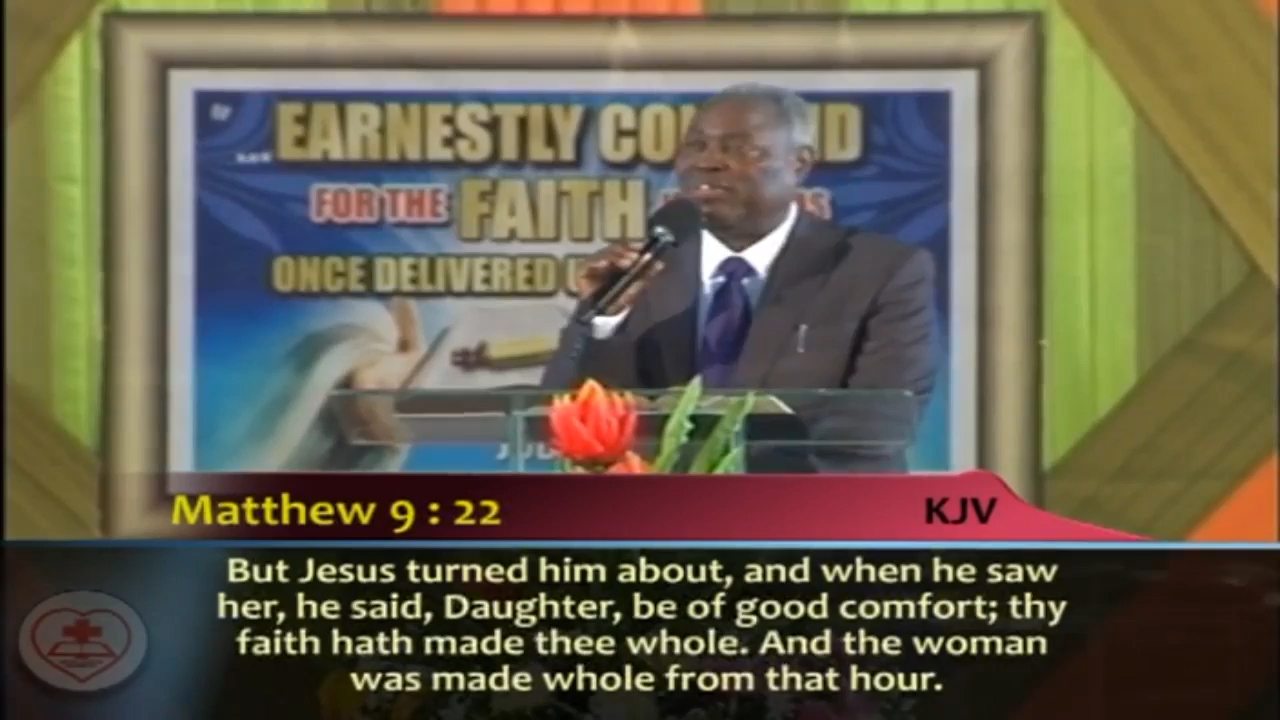 ...EARNESTLY CO
FOR THE FAITH
ONCE DELIVERED
JUD
Matthew 9 : 22
KJV
But Jesus turned him about, and when he saw
her, he said, Daughter, be of good comfort; thy
faith hath made thee whole. And the woman
was made whole from that hour.